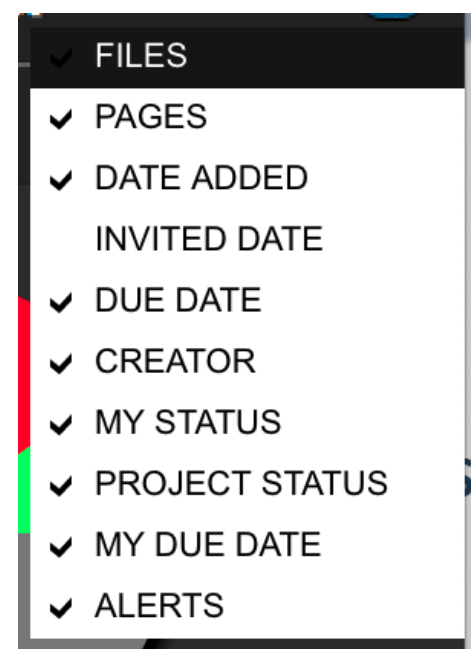 FILES
PAGES
DATE ADDED
INVITED DATE
DUE DATE
CREATOR
MY STATUS
PROJECT STATUS
MY DUE DATE
ALERTS